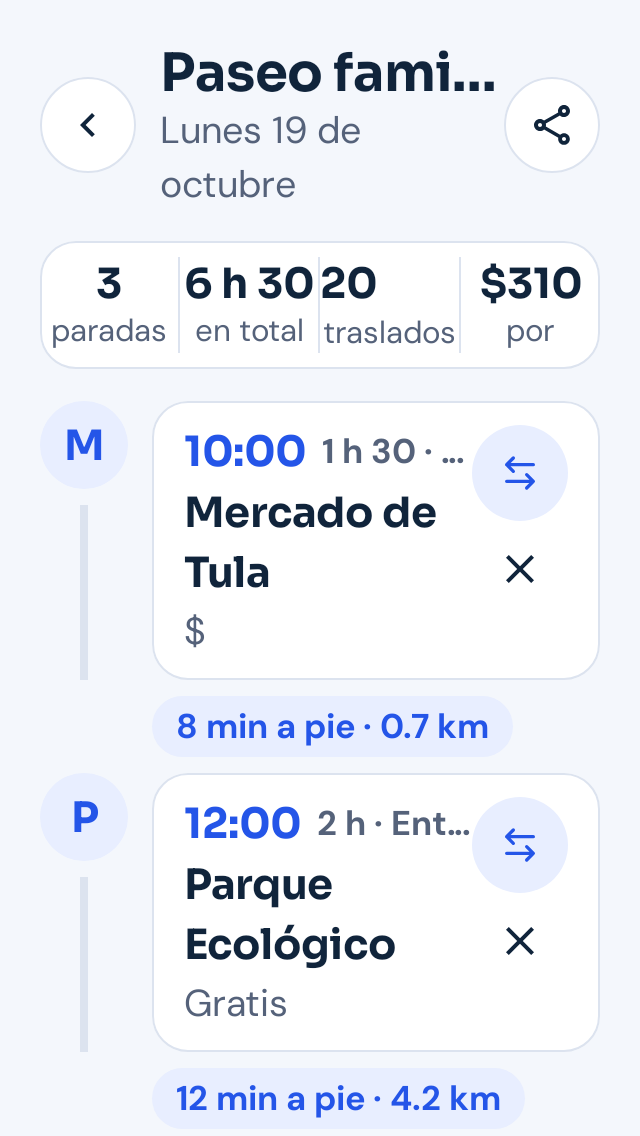 Paseo fami...
Lunes 19 de
octubre
3
paradas
6 h 30
en total
20
traslados
$310
por
M
10:00 1 h 30 · ...
Mercado de
Tula
$
8 min a pie · 0.7 km
P
12:00 2 h · Ent...
Parque
Ecológico
Gratis
12 min a pie · 4.2 km